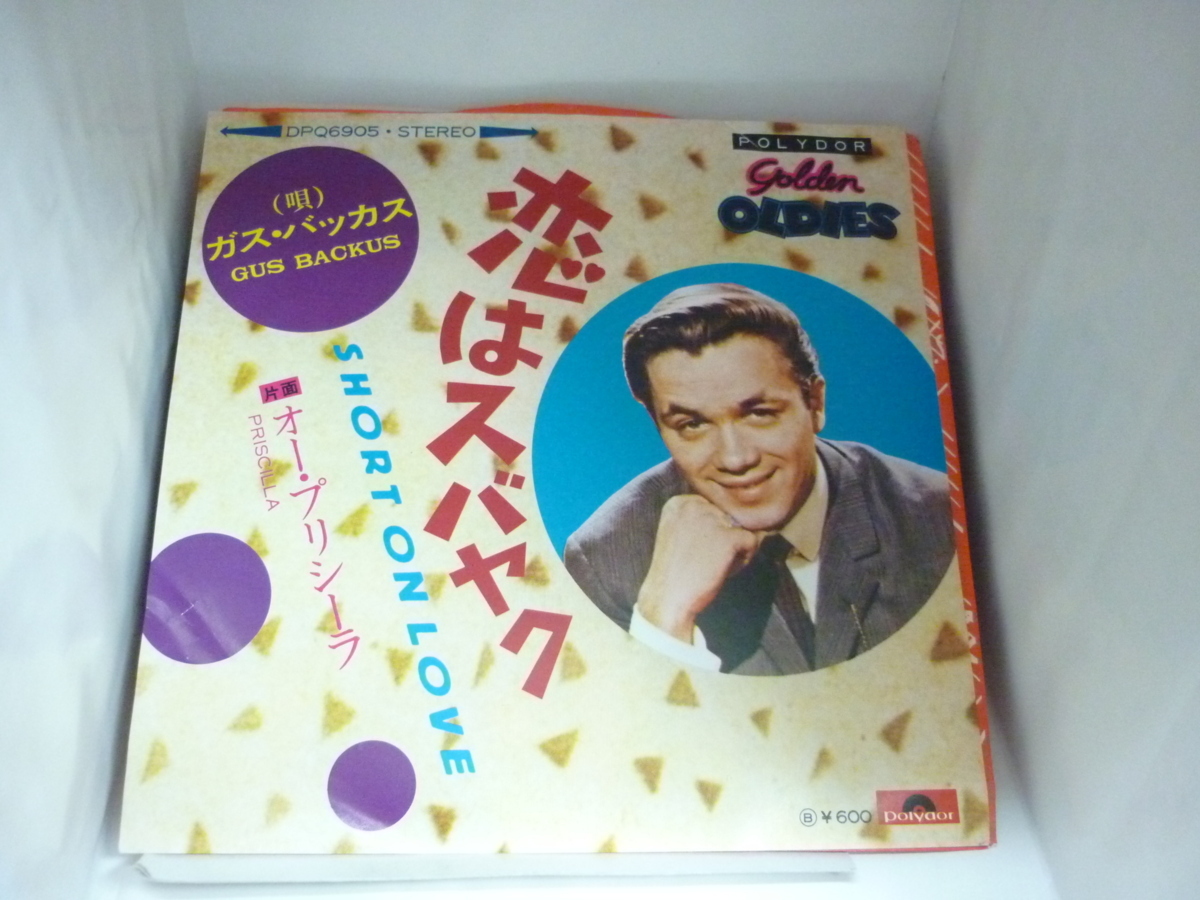 DPQ6905・STEREO
POLYDOR
Golden
OLDIES
(唄)
ガス・バッカス
GUS BACKUS
恋はスバヤク
SHORT ON LOVE
片面
オー・プリシーラ
PRISCILLA
Ⓑ¥600
Polydor